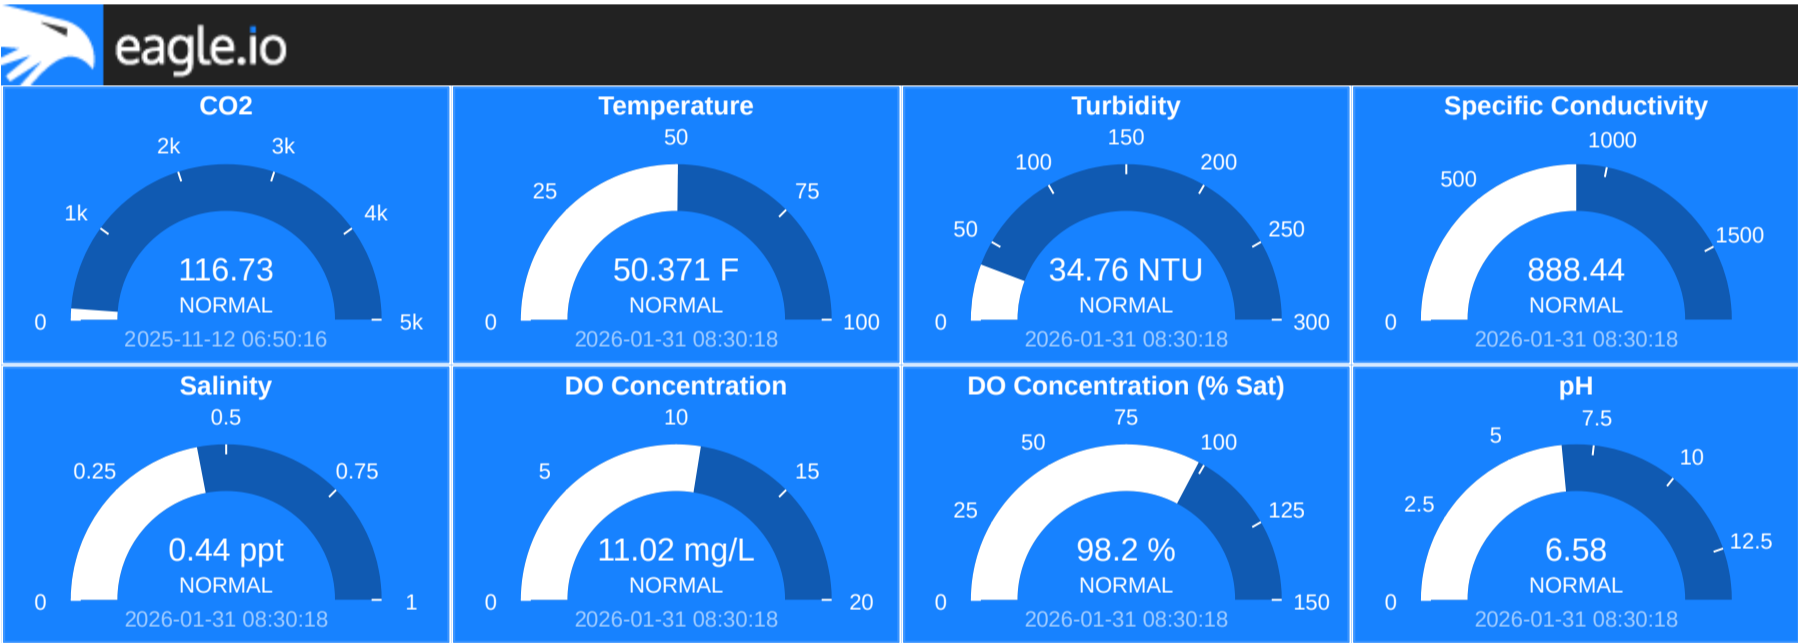 eagle.io
CO2
2k
3k
1k
4k
0
5k
116.73
NORMAL
2025-11-12 06:50:16
Temperature
50
25
75
0
100
50.371 F
NORMAL
2026-01-31 08:30:18
Turbidity
150
100
200
50
250
0
300
34.76 NTU
NORMAL
2026-01-31 08:30:18
Specific Conductivity
1000
500
1500
0
888.44
NORMAL
2026-01-31 08:30:18
Salinity
0.5
0.25
0.75
0
1
0.44 ppt
NORMAL
2026-01-31 08:30:18
DO Concentration
10
5
15
0
20
11.02 mg/L
NORMAL
2026-01-31 08:30:18
DO Concentration (% Sat)
75
50
100
25
125
0
150
98.2 %
NORMAL
2026-01-31 08:30:18
pH
7.5
5
10
2.5
12.5
0
6.58
NORMAL
2026-01-31 08:30:18